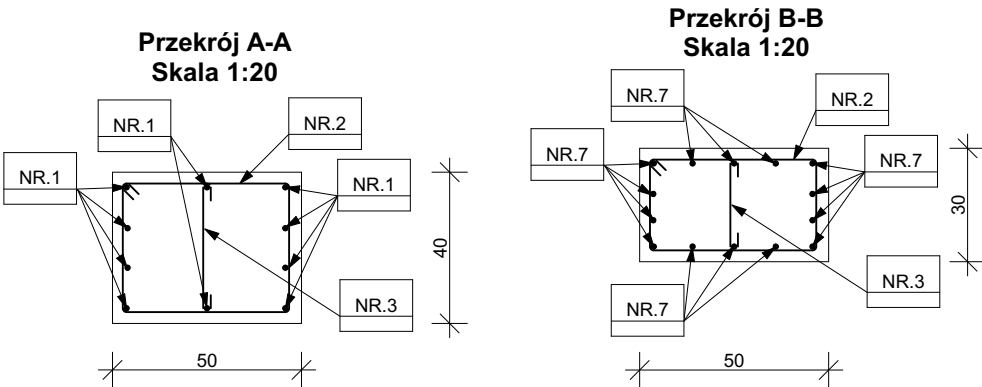 Przekrój A-A
Skala 1:20
NR.1
NR.2
NR.1
NR.1
NR.3
40
50
Przekrój B-B
Skala 1:20
NR.7
NR.2
NR.7
NR.7
NR.3
NR.7
30
50